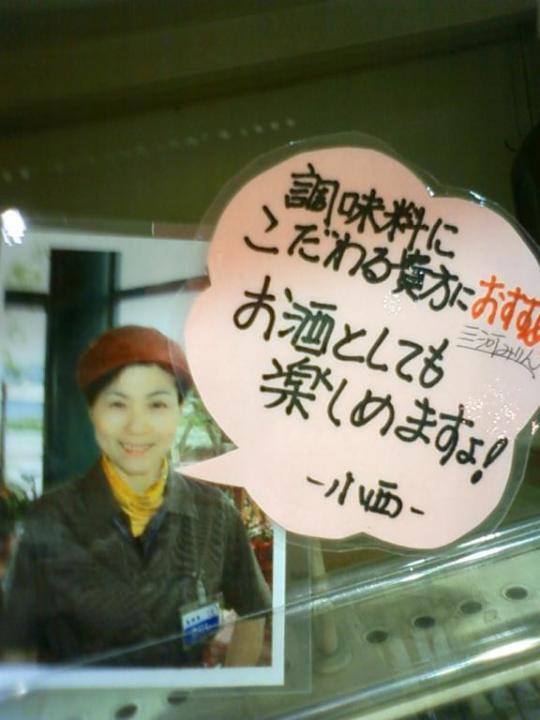 調味料に
こだわる貴方におすすめ
三河みりん
お酒としても
楽しめますよ!
-小西-